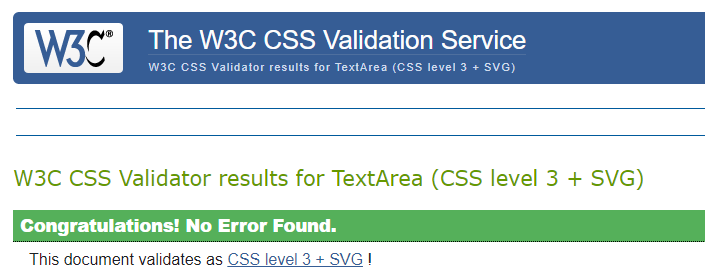 W3C® The W3C CSS Validation Service
W3C CSS Validator results for TextArea (CSS level 3 + SVG)
W3C CSS Validator results for TextArea (CSS level 3 + SVG)
Congratulations! No Error Found.
This document validates as CSS level 3 + SVG !